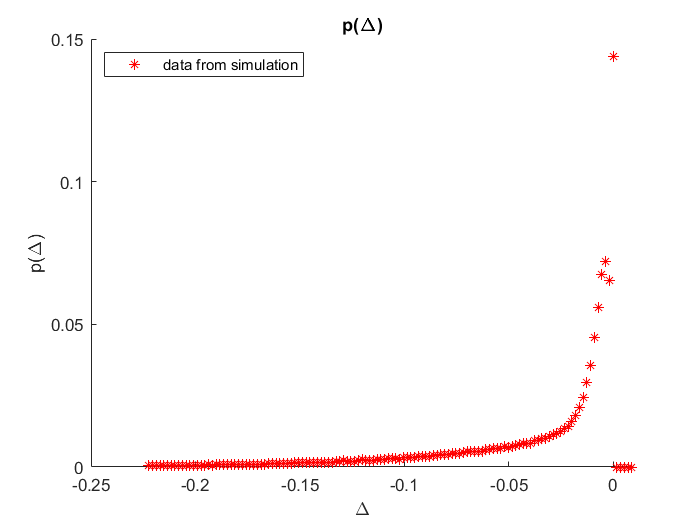 p(Δ)
0.15
data from simulation
0.1
p(Δ)
0.05
0
-0.25
-0.2
-0.15
-0.1
-0.05
0
Δ